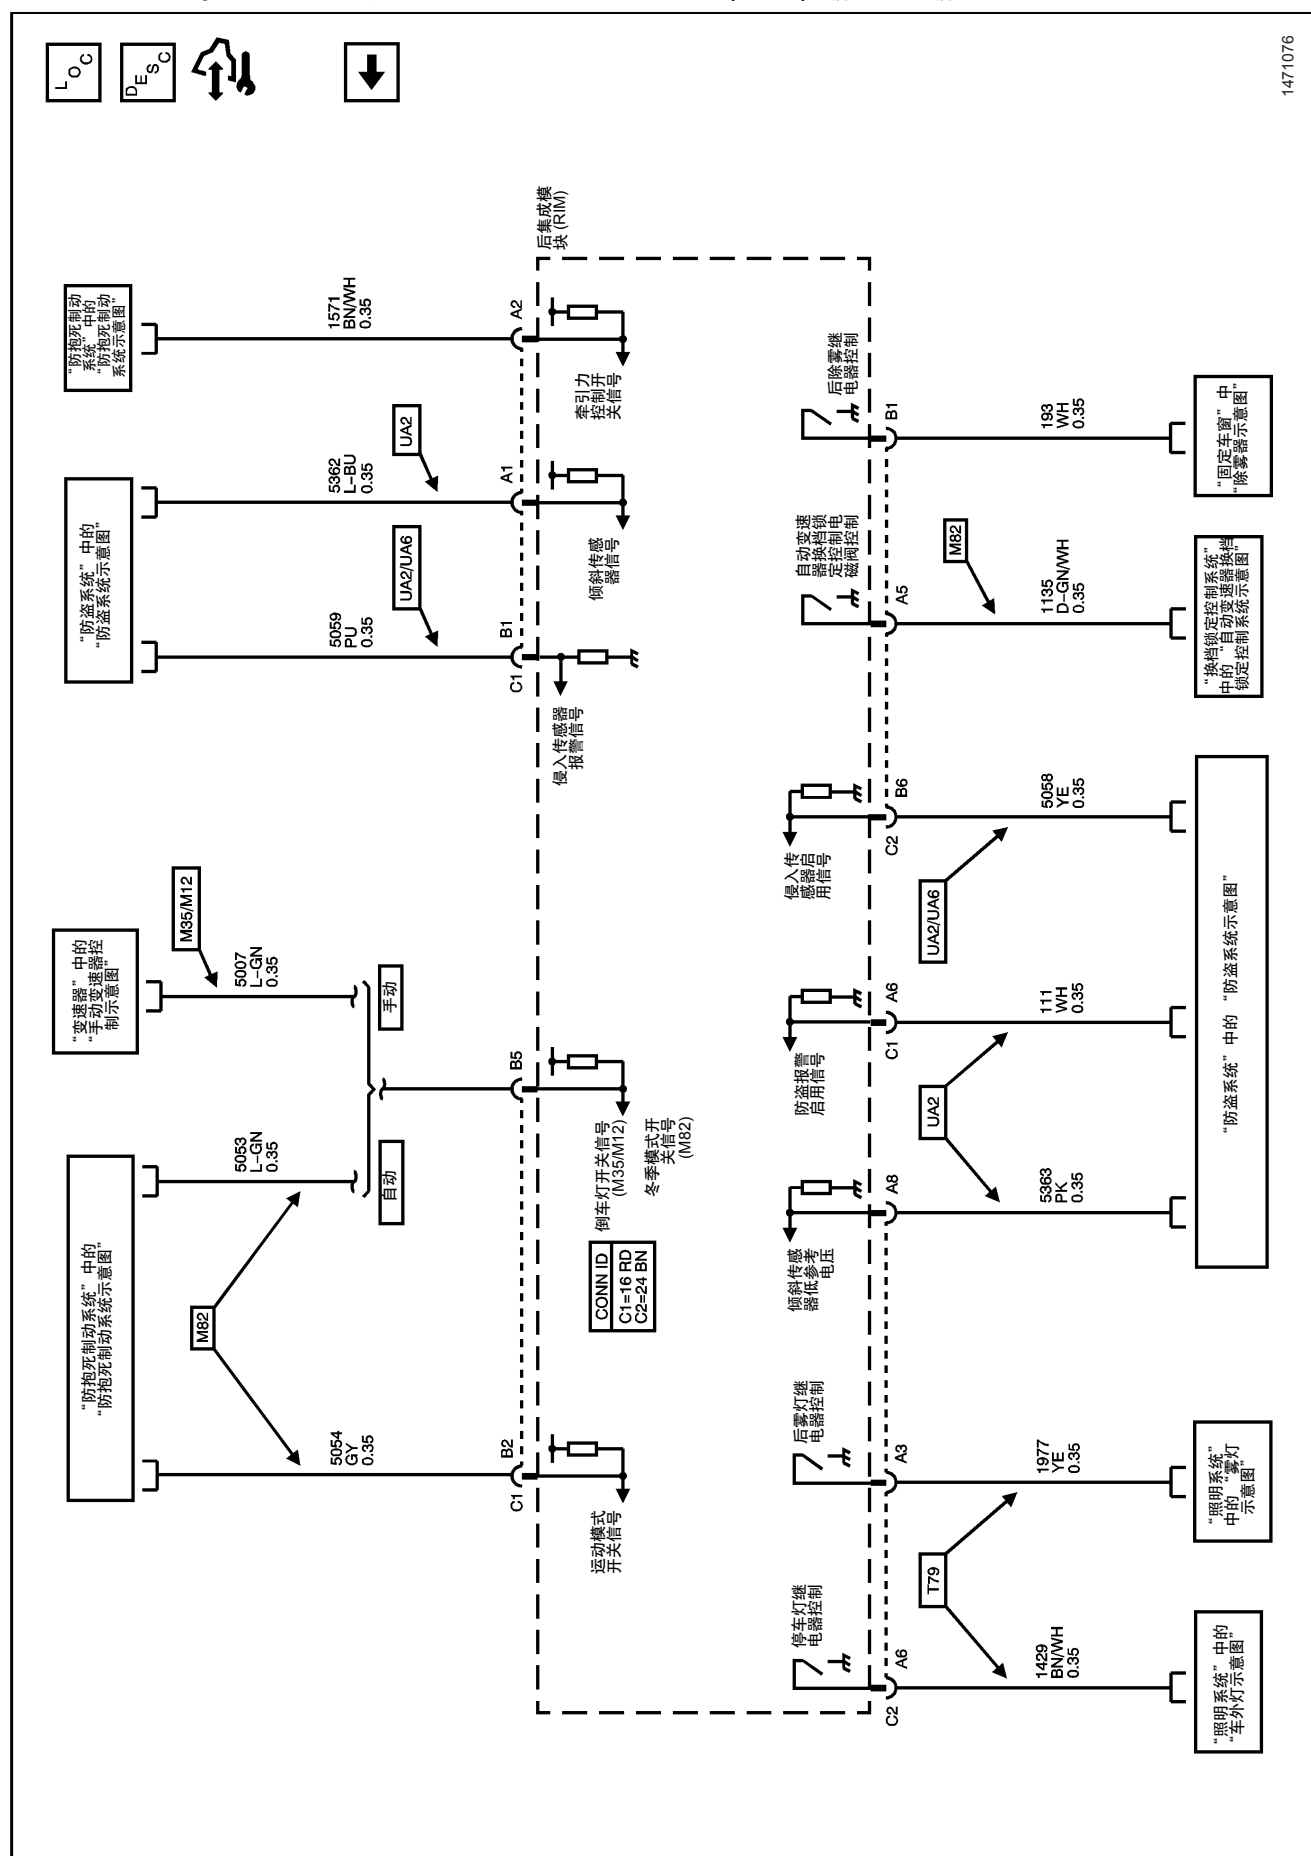 LOC
DESC
1471076
“防抱死制动系统” 中的
“防抱死制动系统示意图”
“变速器” 中的
“手动变速器控
制示意图”
“防盗系统” 中的
“防盗系统示意图”
“防抱死制动
系统” 中的
“防抱死制动
系统示意图”
M82
M35/M12
UA2/UA6
UA2
5054
GY
0.35
5053
L-GN
0.35
5007
L-GN
0.35
5059
PU
0.35
5362
L-BU
0.35
1571
BN/WH
0.35
自动
手动
C1
B2
B5
C1
B1
A1
A2
后集成模
块 (RIM)
运动模式
开关信号
CONN ID
C1=16 RD
C2=24 BN
倒车灯开关信号
(M35/M12)
冬季模式开
关信号
(M82)
侵入传感器
报警信号
倾斜传感
器信号
牵引力
控制开
关信号
停车灯继
电器控制
后雾灯继
电器控制
倾斜传感
器低参考
电压
防盗报警
启用信号
侵入传
感器启
用信号
自动变速
器换档锁
定控制电
磁阀控制
后除雾继
电器控制
C2
A6
A3
A8
C1
A6
C2
B6
A5
B1
T79
UA2
UA2/UA6
M82
1429
BN/WH
0.35
1977
YE
0.35
5363
PK
0.35
111
WH
0.35
5058
YE
0.35
1135
D-GN/WH
0.35
193
WH
0.35
“照明系统” 中的
“车外灯示意图”
“照明系统”
中的 “雾灯
示意图”
“防盗系统” 中的 “防盗系统示意图”
“换档锁定控制系统”
中的 “自动变速器换档
锁定控制系统示意图”
“固定车窗” 中
“除雾器示意图”